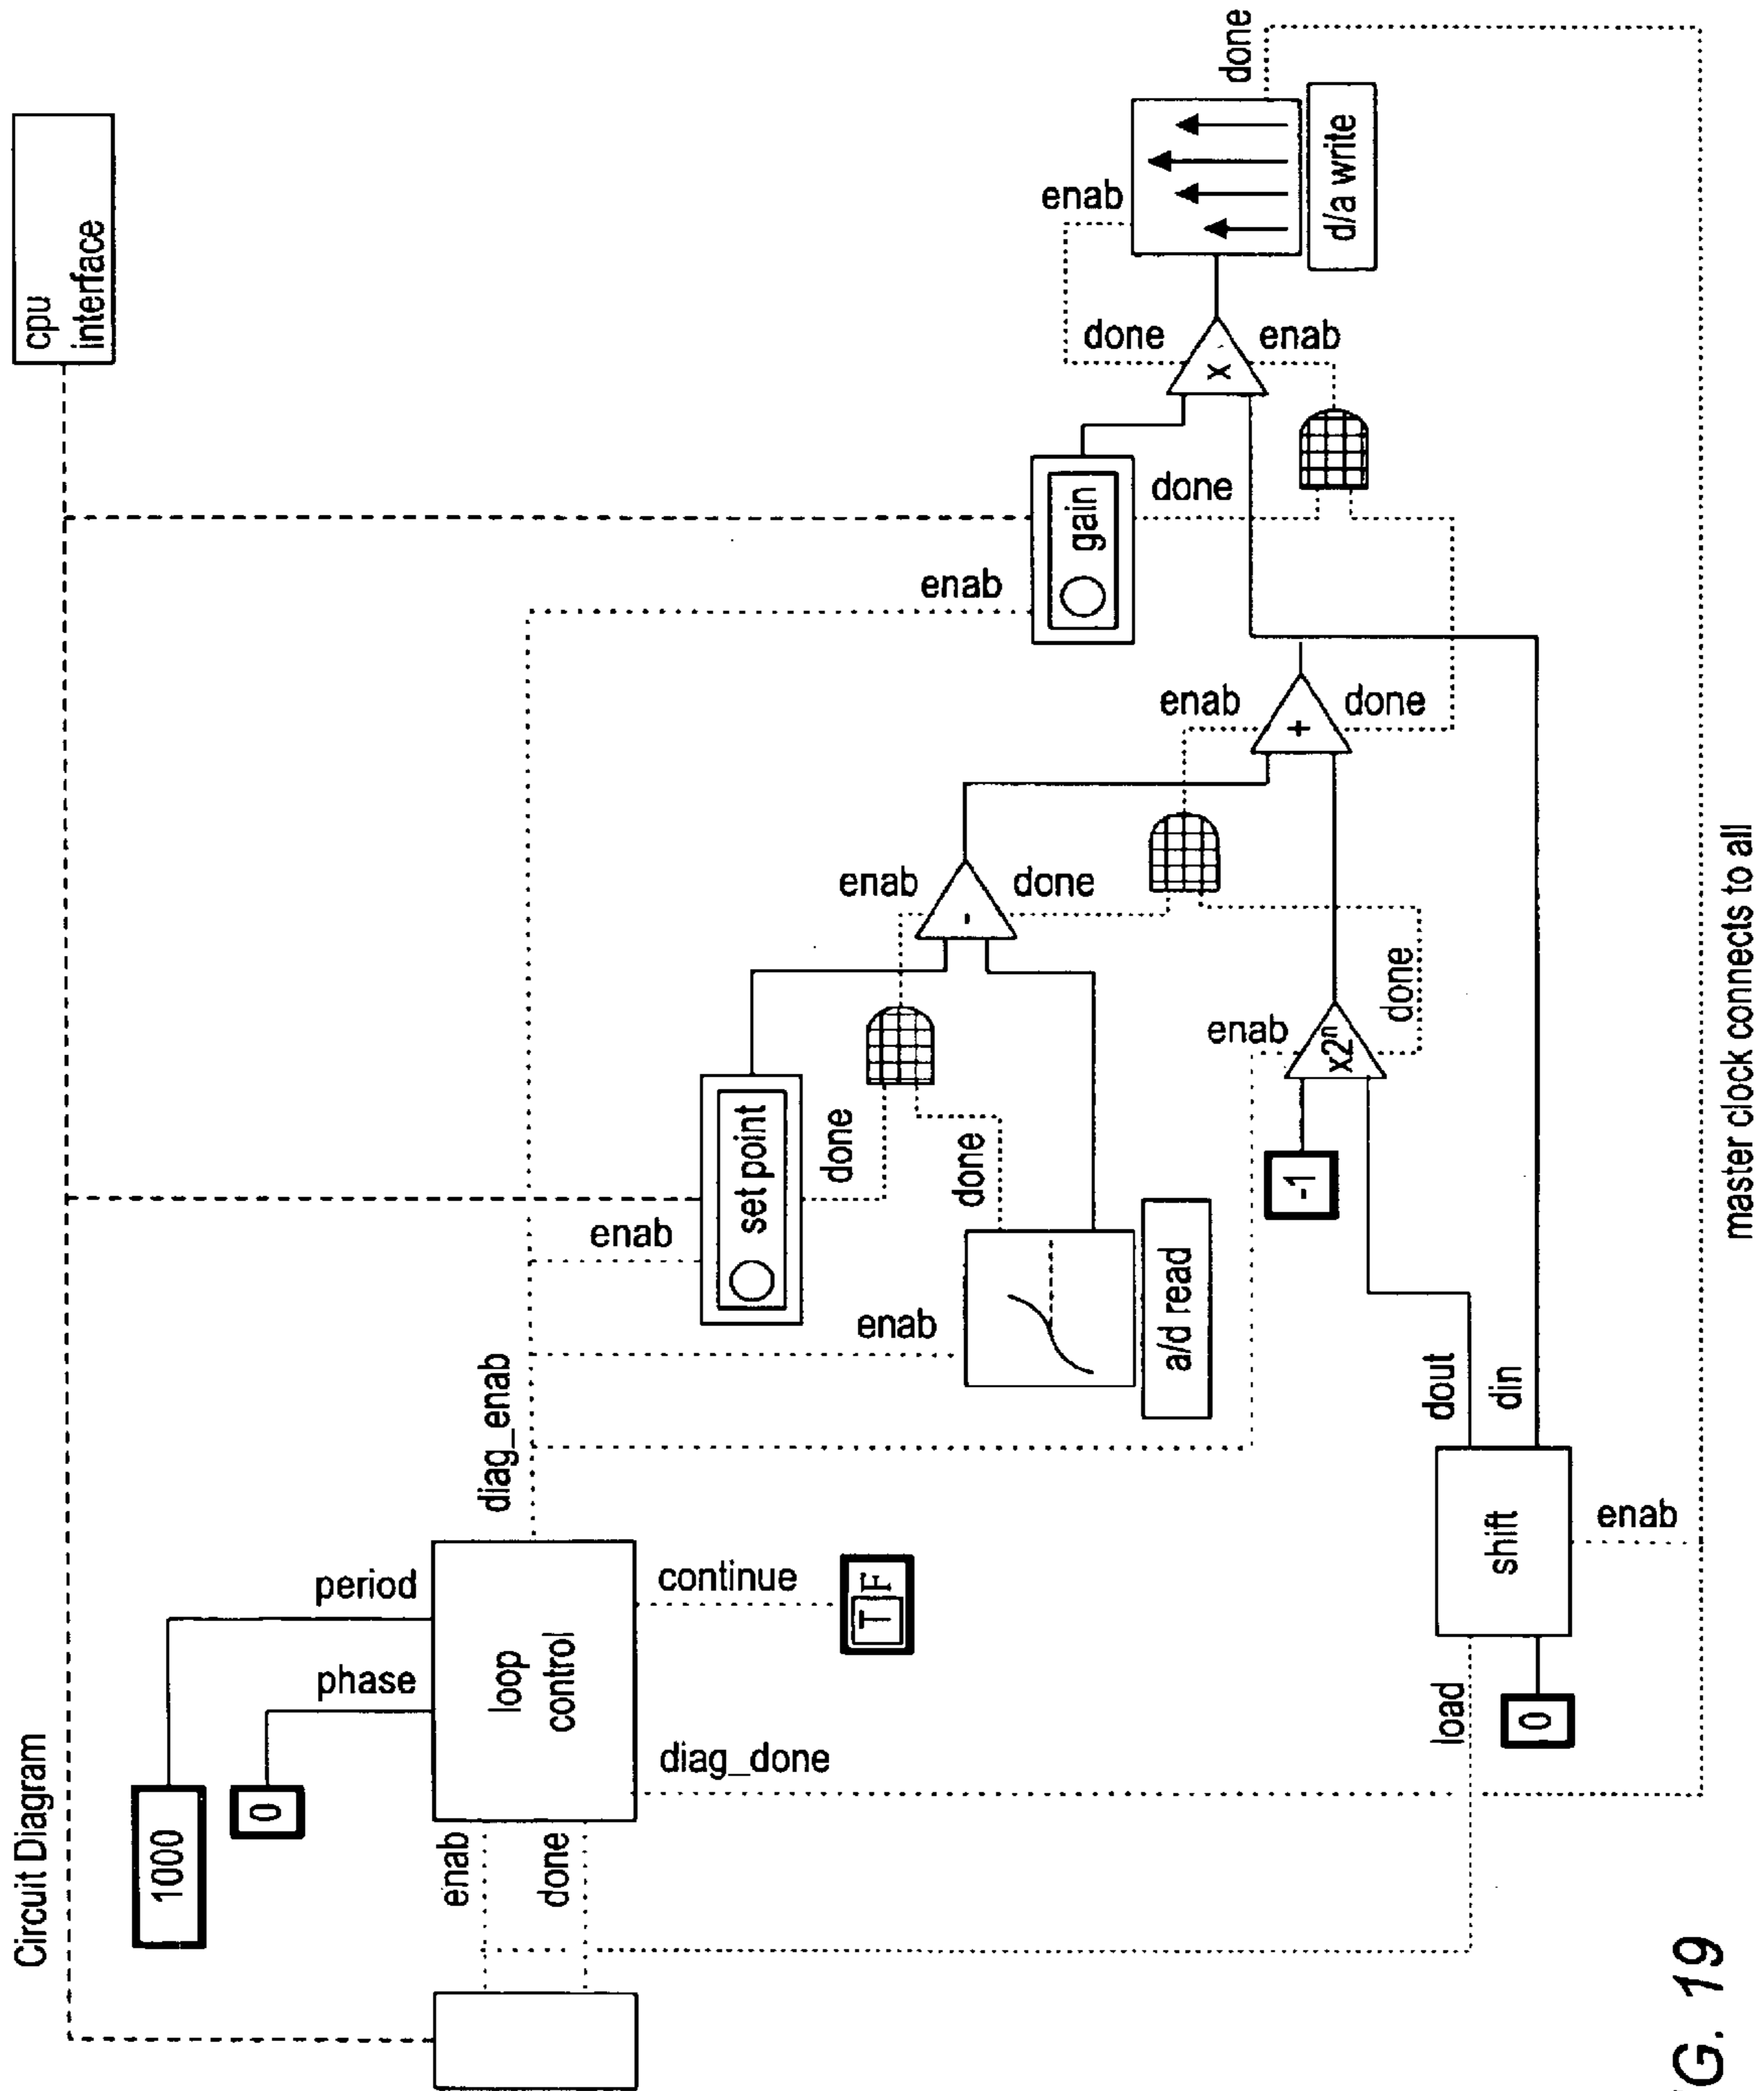 Circuit Diagram
cpu
interface
1000
0
period
phase
enab
done
loop
control
diag_enab
continue
T F
diag_done
enab
set point
done
enab
done
a/d read
enab
done
enab
-1
x2ⁿ
done
enab
+
done
enab
gain
done
done
x
enab
enab
done
d/a write
load
0
shift
dout
din
enab
master clock connects to all
G. 19